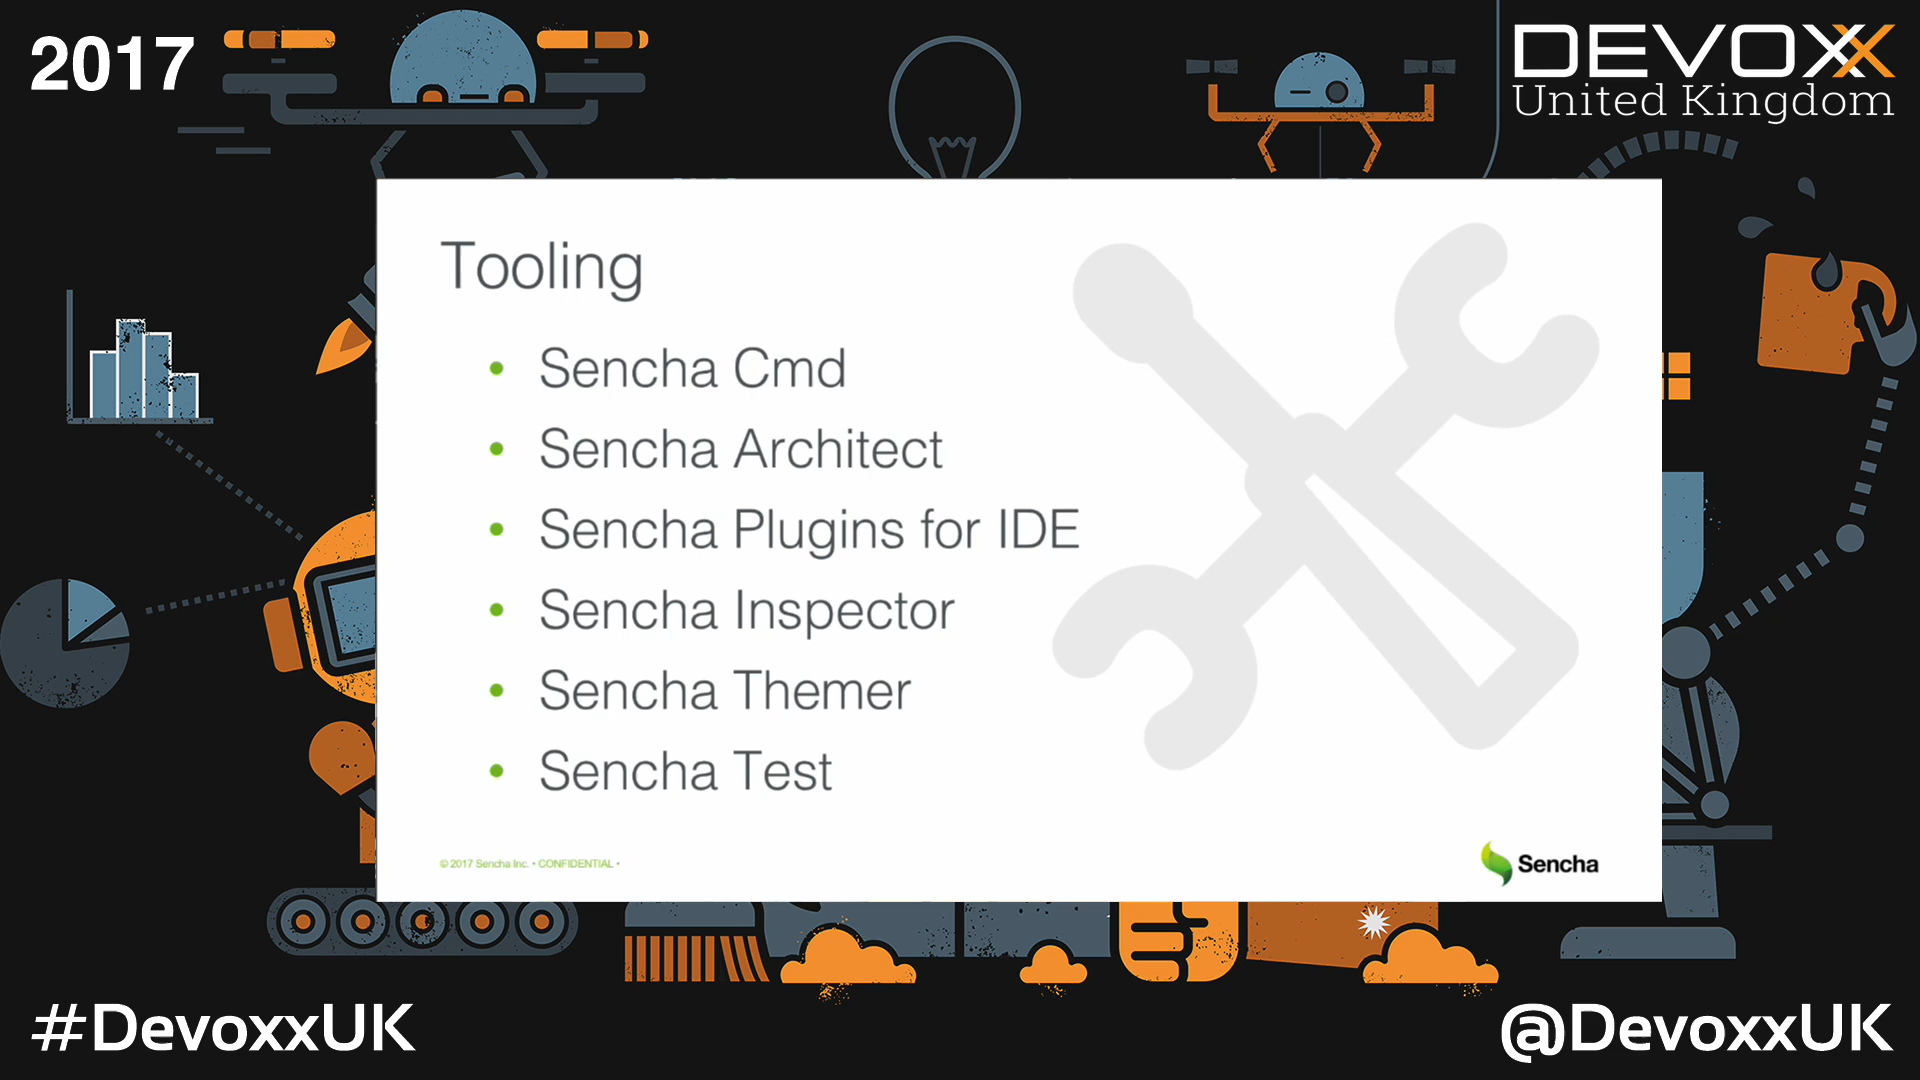 2017
DEVOXX
United Kingdom
Tooling
• Sencha Cmd
• Sencha Architect
• Sencha Plugins for IDE
• Sencha Inspector
• Sencha Themer
• Sencha Test
© 2017 Sencha Inc. • CONFIDENTIAL •
Sencha
#DevoxxUK
@DevoxxUK